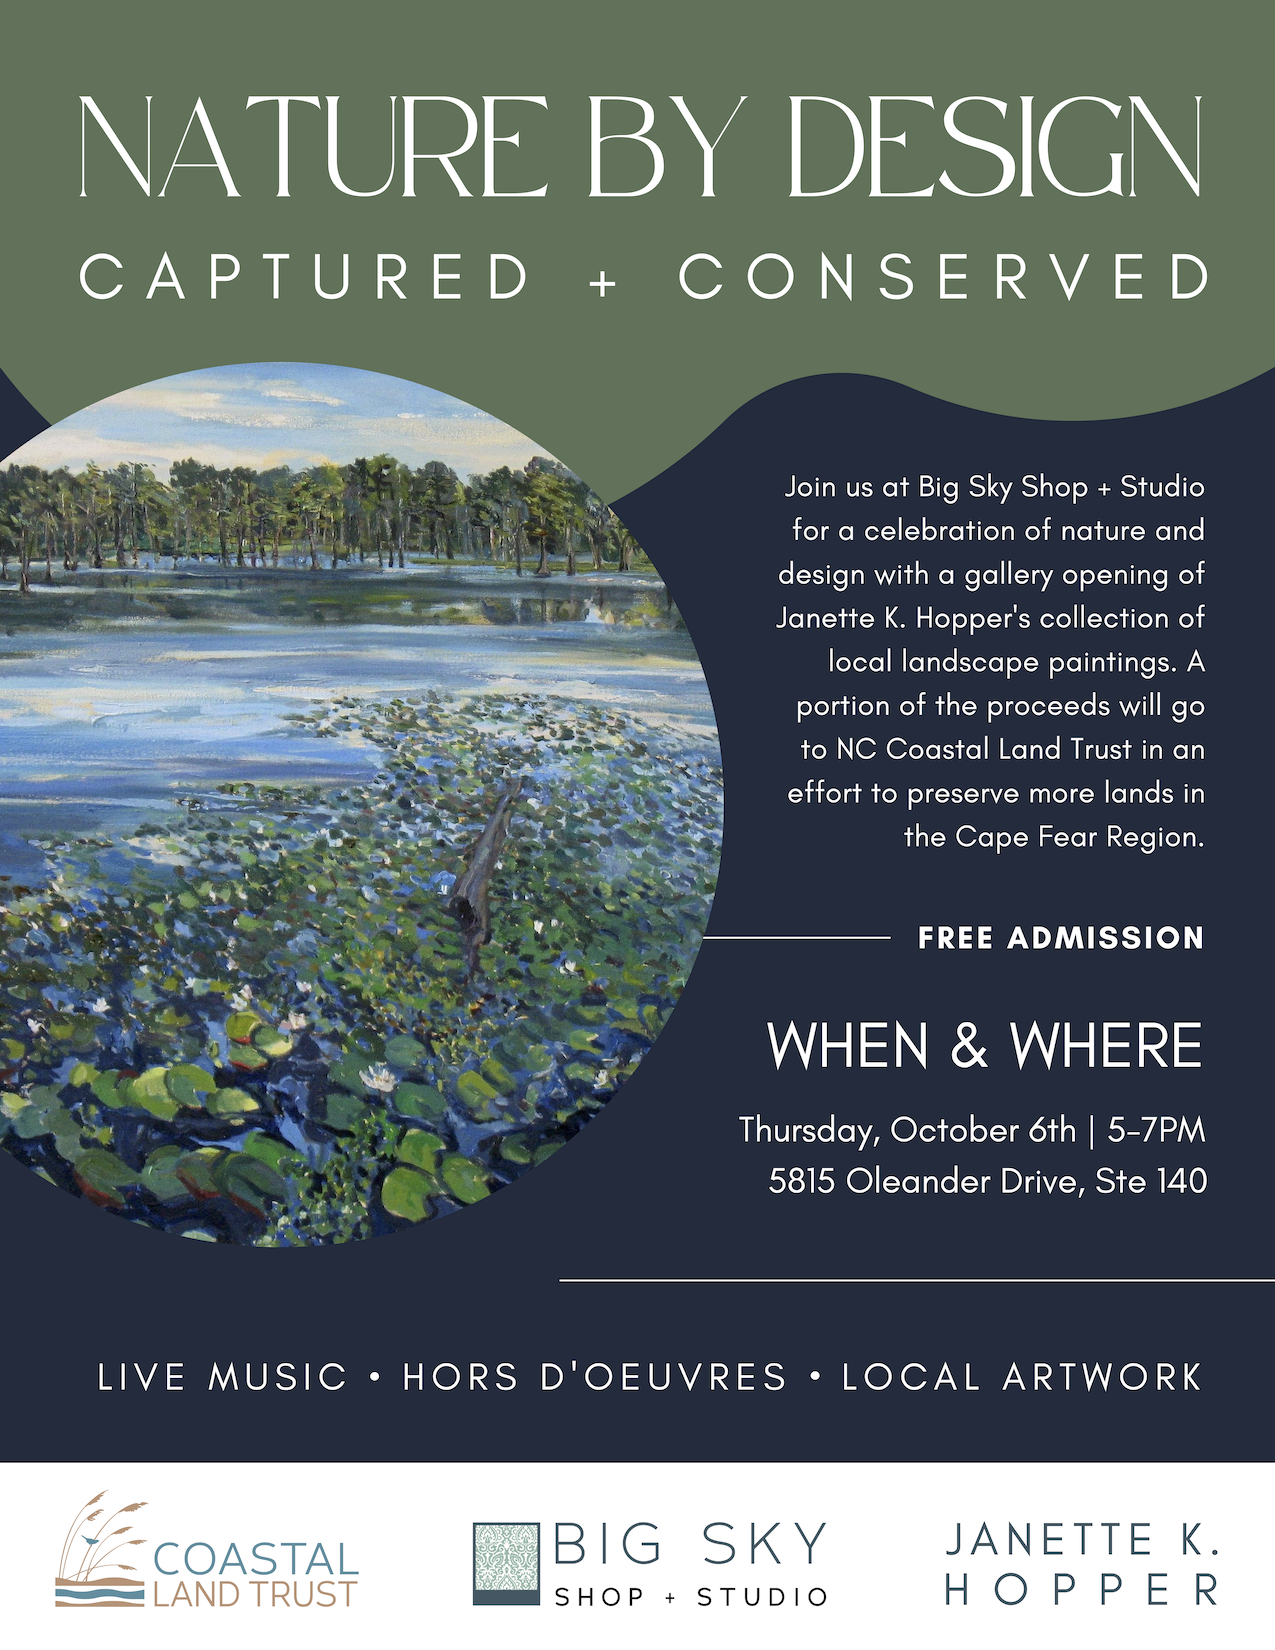 NATURE BY DESIGN
CAPTURED + CONSERVED
Join us at Big Sky Shop + Studio
for a celebration of nature and
design with a gallery opening of
Janette K. Hopper's collection of
local landscape paintings. A
portion of the proceeds will go
to NC Coastal Land Trust in an
effort to preserve more lands in
the Cape Fear Region.
FREE ADMISSION
WHEN & WHERE
Thursday, October 6th | 5-7PM
5815 Oleander Drive, Ste 140
LIVE MUSIC • HORS D'OEUVRES • LOCAL ARTWORK
COASTAL
LAND TRUST
BIG SKY
SHOP + STUDIO
JANETTE K.
HOPPER